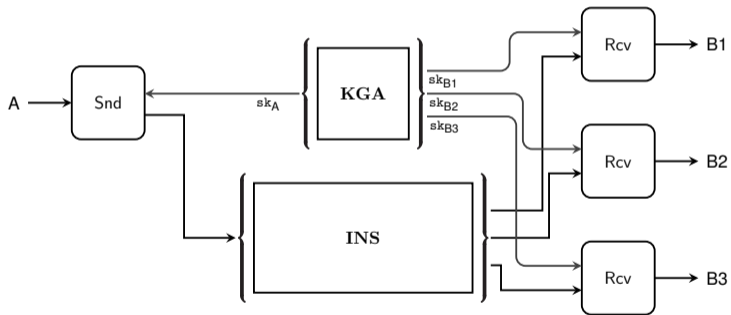 Rcv
B1
KGA
sk_B1
A
Snd
sk_A
sk_B2
sk_B3
Rcv
B2
INS
Rcv
B3